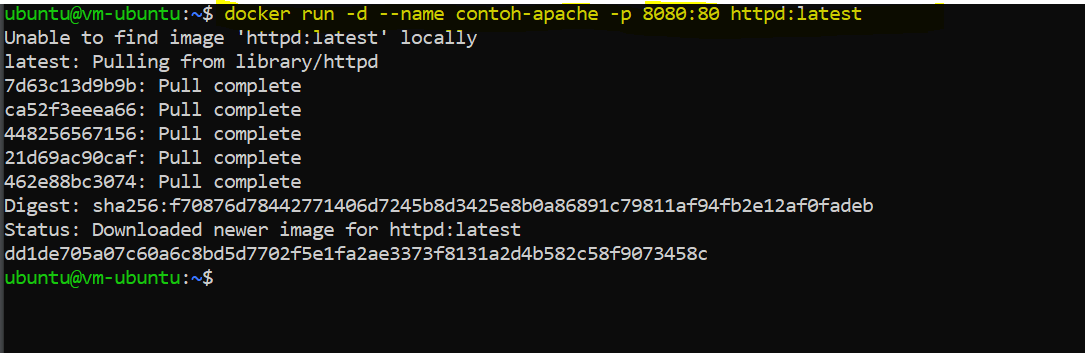 ubuntu@vm-ubuntu:~$ docker run -d --name contoh-apache -p 8080:80 httpd:latest
Unable to find image 'httpd:latest' locally
latest: Pulling from library/httpd
7d63c13d9b9b: Pull complete
ca52f3eeea66: Pull complete
448256567156: Pull complete
21d69ac90caf: Pull complete
462e88bc3074: Pull complete
Digest: sha256:f70876d78442771406d7245b8d3425e8b0a86891c79811af94fb2e12af0fadeb
Status: Downloaded newer image for httpd:latest
dd1de705a07c60a6c8bd5d7702f5e1fa2ae3373f8131a2d4b582c58f9073458c
ubuntu@vm-ubuntu:~$